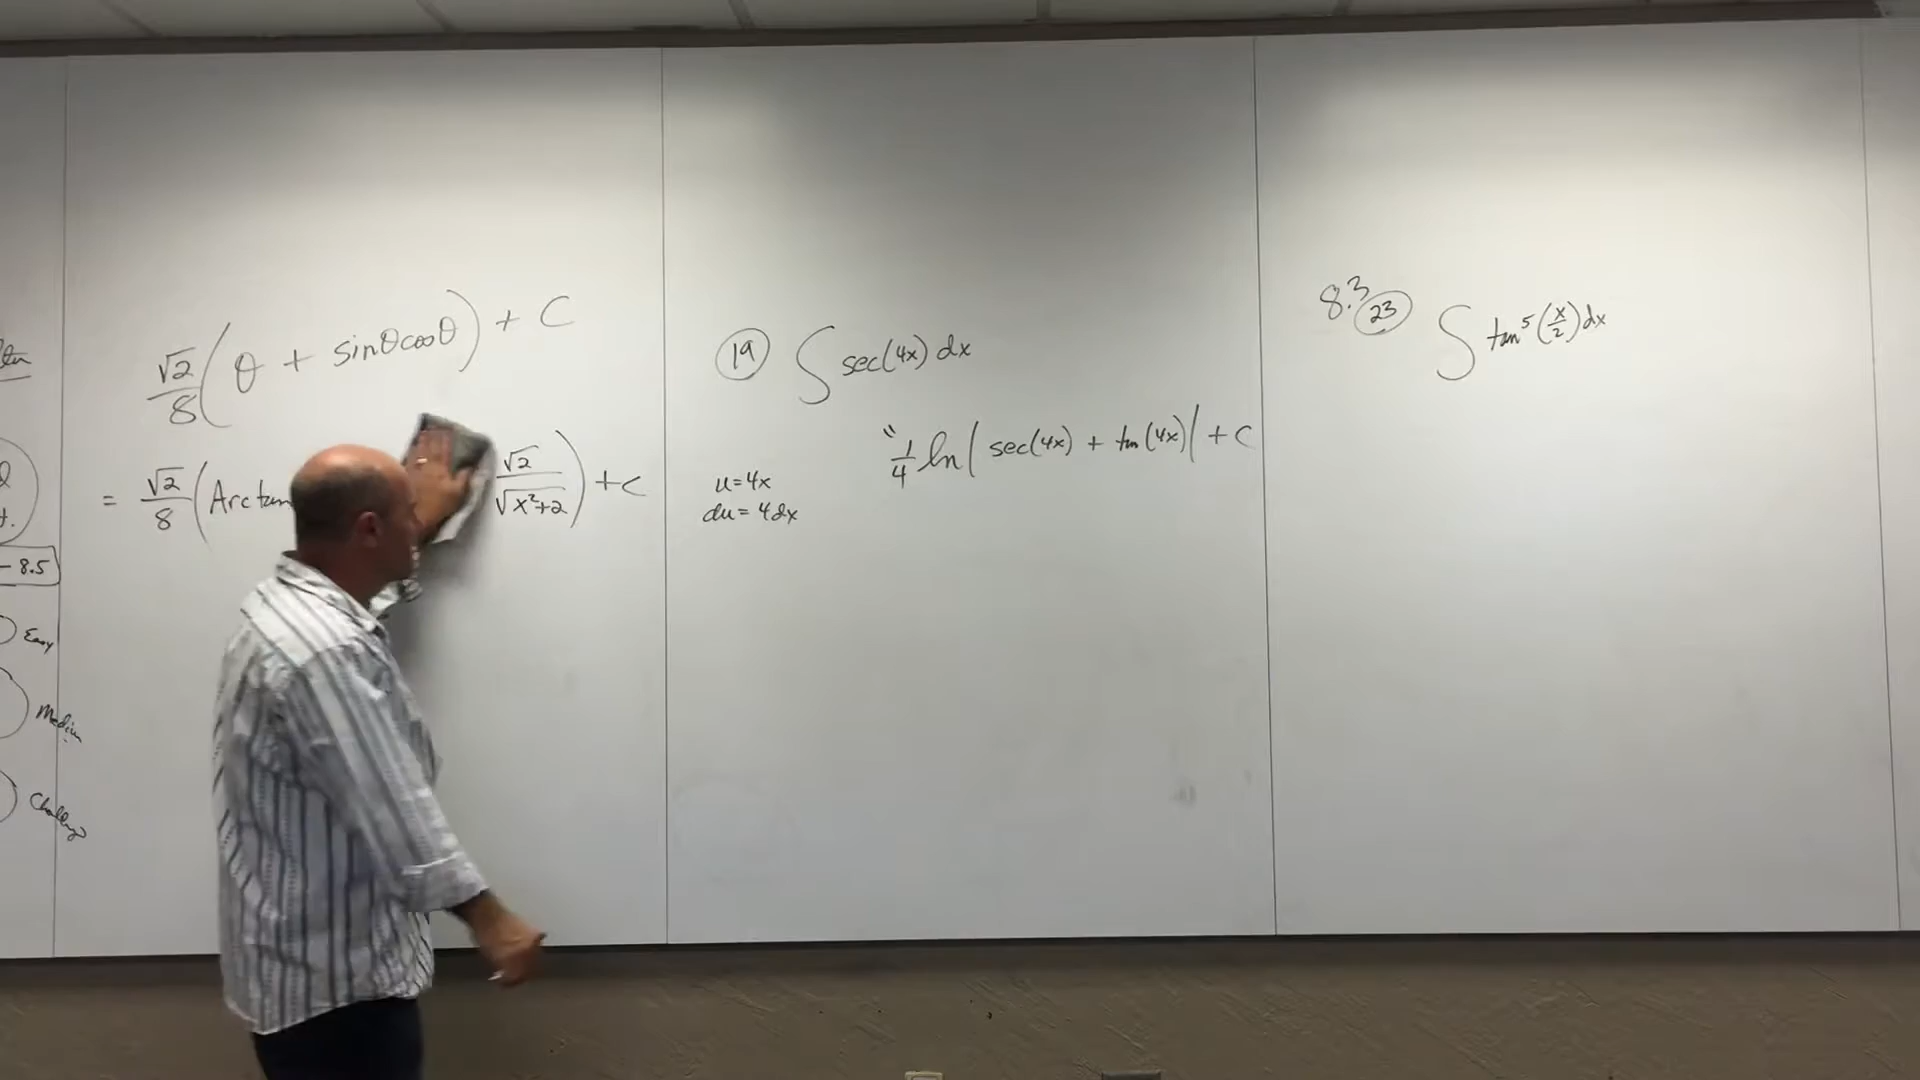 √2/8 (θ + sinθcosθ) + C
= √2/8 (Arctan √2/√x²+2) + C
- 8.5
Easy
Medium
19 ∫ sec(4x) dx
" 1/4 ln | sec(4x) + tan(4x) | + C
u = 4x
du = 4dx
8.3
23 ∫ tan⁵(x/2) dx